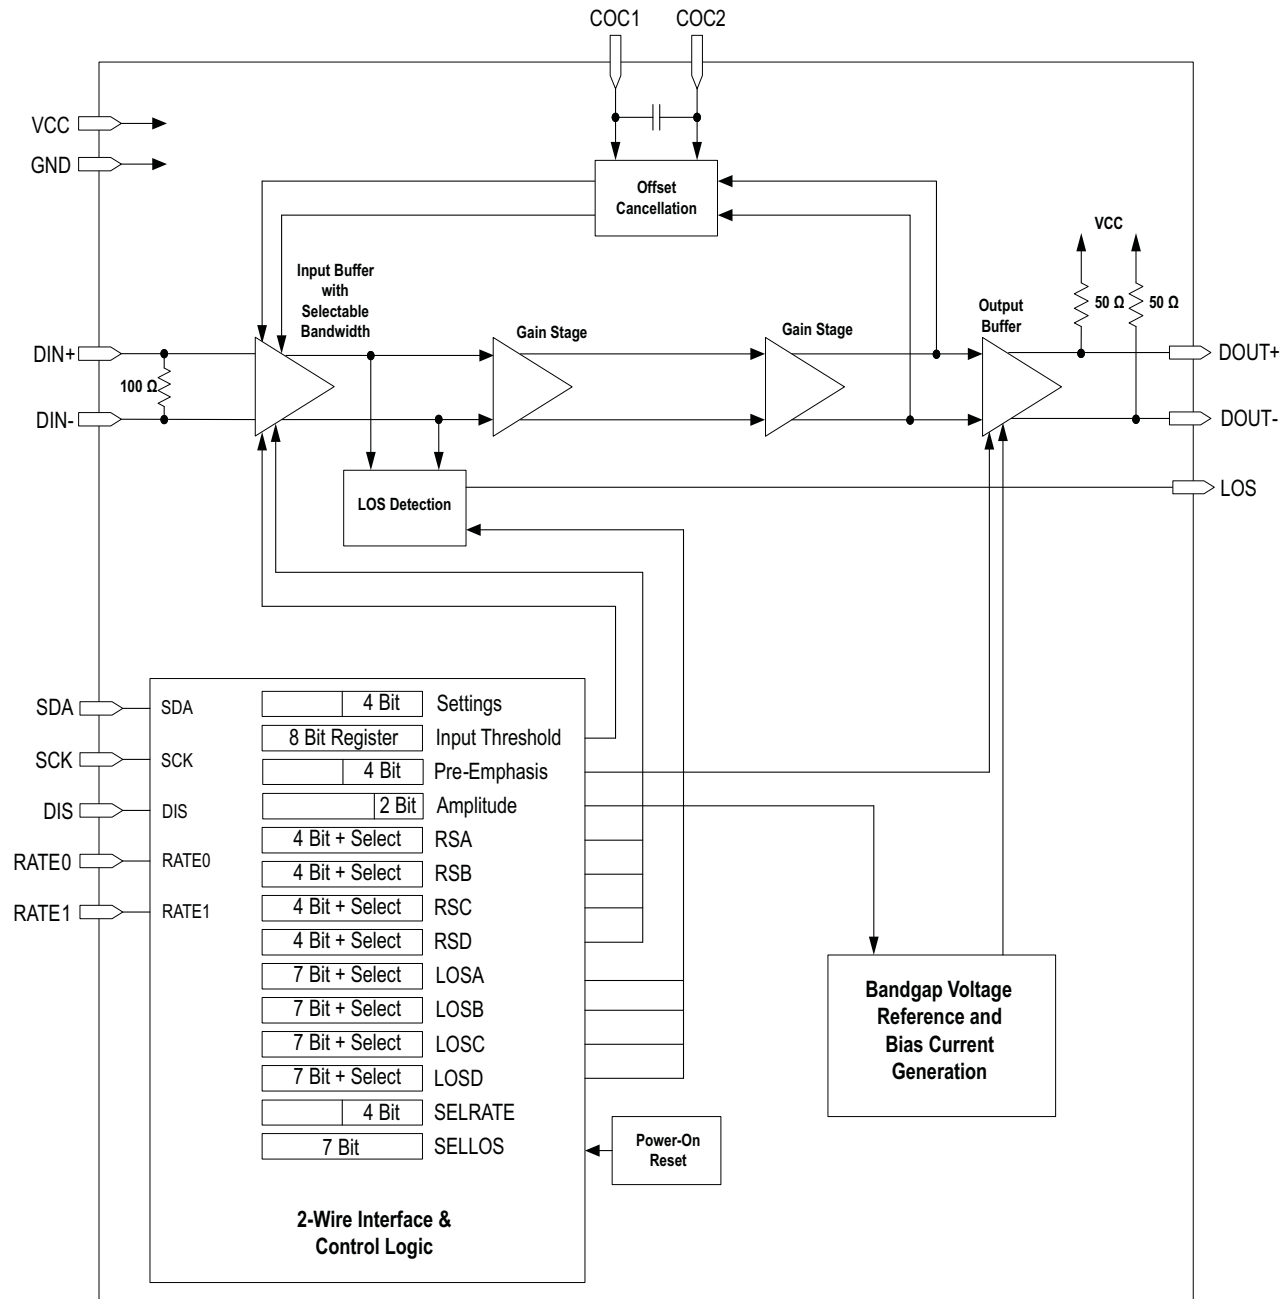 COC1 COC2
VCC
GND
Offset
Cancellation
VCC
Input Buffer
with
Selectable
Bandwidth
Gain Stage
Gain Stage
Output
Buffer
50 Ω 50 Ω
DIN+
100 Ω
DIN-
DOUT+
DOUT-
LOS Detection
LOS
SDA SDA
SCK SCK
DIS DIS
RATE0 RATE0
RATE1 RATE1
4 Bit Settings
8 Bit Register Input Threshold
4 Bit Pre-Emphasis
2 Bit Amplitude
4 Bit + Select RSA
4 Bit + Select RSB
4 Bit + Select RSC
4 Bit + Select RSD
7 Bit + Select LOSA
7 Bit + Select LOSB
7 Bit + Select LOSC
7 Bit + Select LOSD
4 Bit SELRATE
7 Bit SELLOS
2-Wire Interface &
Control Logic
Power-On
Reset
Bandgap Voltage
Reference and
Bias Current
Generation